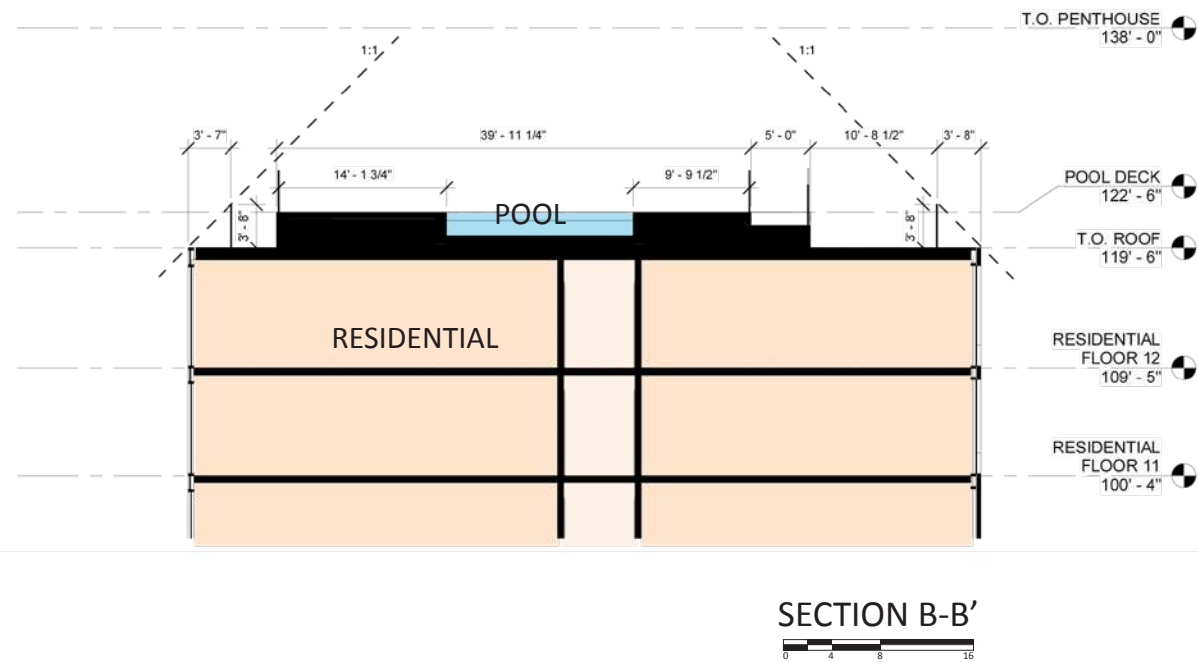 T.O. PENTHOUSE
138' - 0"
1:1
1:1
3' - 7"
39' - 11 1/4"
5' - 0"
10' - 8 1/2"
3' - 8"
14' - 1 3/4"
9' - 9 1/2"
POOL DECK
122' - 6"
POOL
3' - 8"
3' - 8"
T.O. ROOF
119' - 6"
RESIDENTIAL
RESIDENTIAL
FLOOR 12
109' - 5"
RESIDENTIAL
FLOOR 11
100' - 4"
SECTION B-B’
0 4 8 16